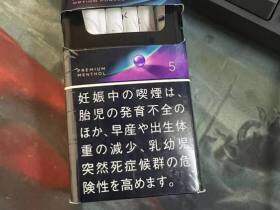 PREMIUM
MENTHOL
5
妊娠中の喫煙は、
胎児の発育不全の
ほか、早産や出生体
重の減少、乳幼児
突然死症候群の危
険性を高めます。